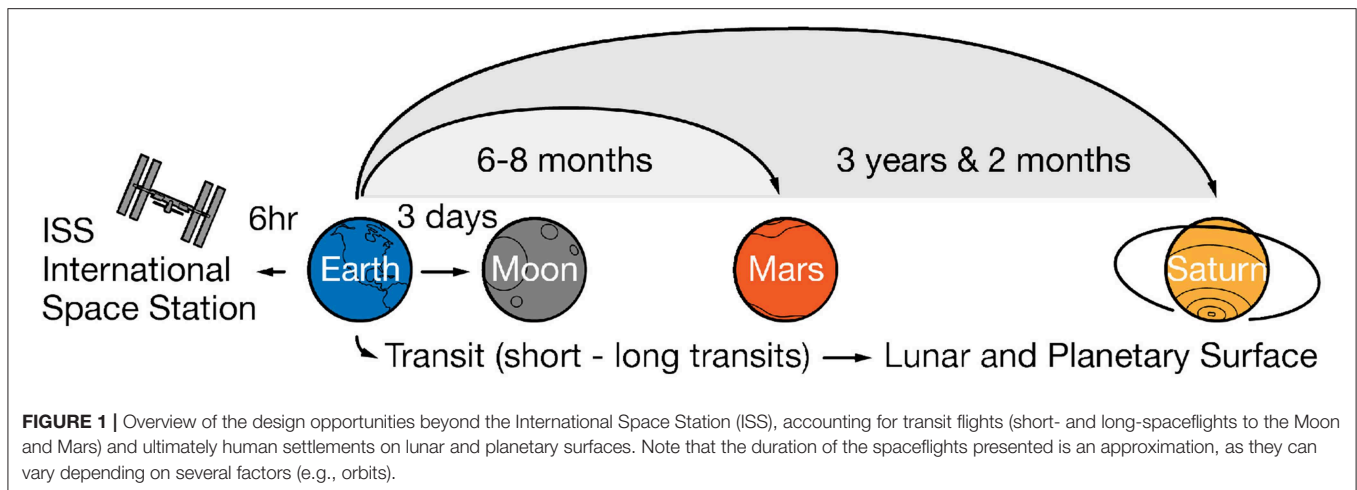 6-8 months
3 years & 2 months
6hr
3 days
ISS
International
Space Station
Earth
Moon
Mars
Saturn
Transit (short - long transits)
Lunar and Planetary Surface
FIGURE 1 | Overview of the design opportunities beyond the International Space Station (ISS), accounting for transit flights (short- and long-spaceflights to the Moon
and Mars) and ultimately human settlements on lunar and planetary surfaces. Note that the duration of the spaceflights presented is an approximation, as they can
vary depending on several factors (e.g., orbits).